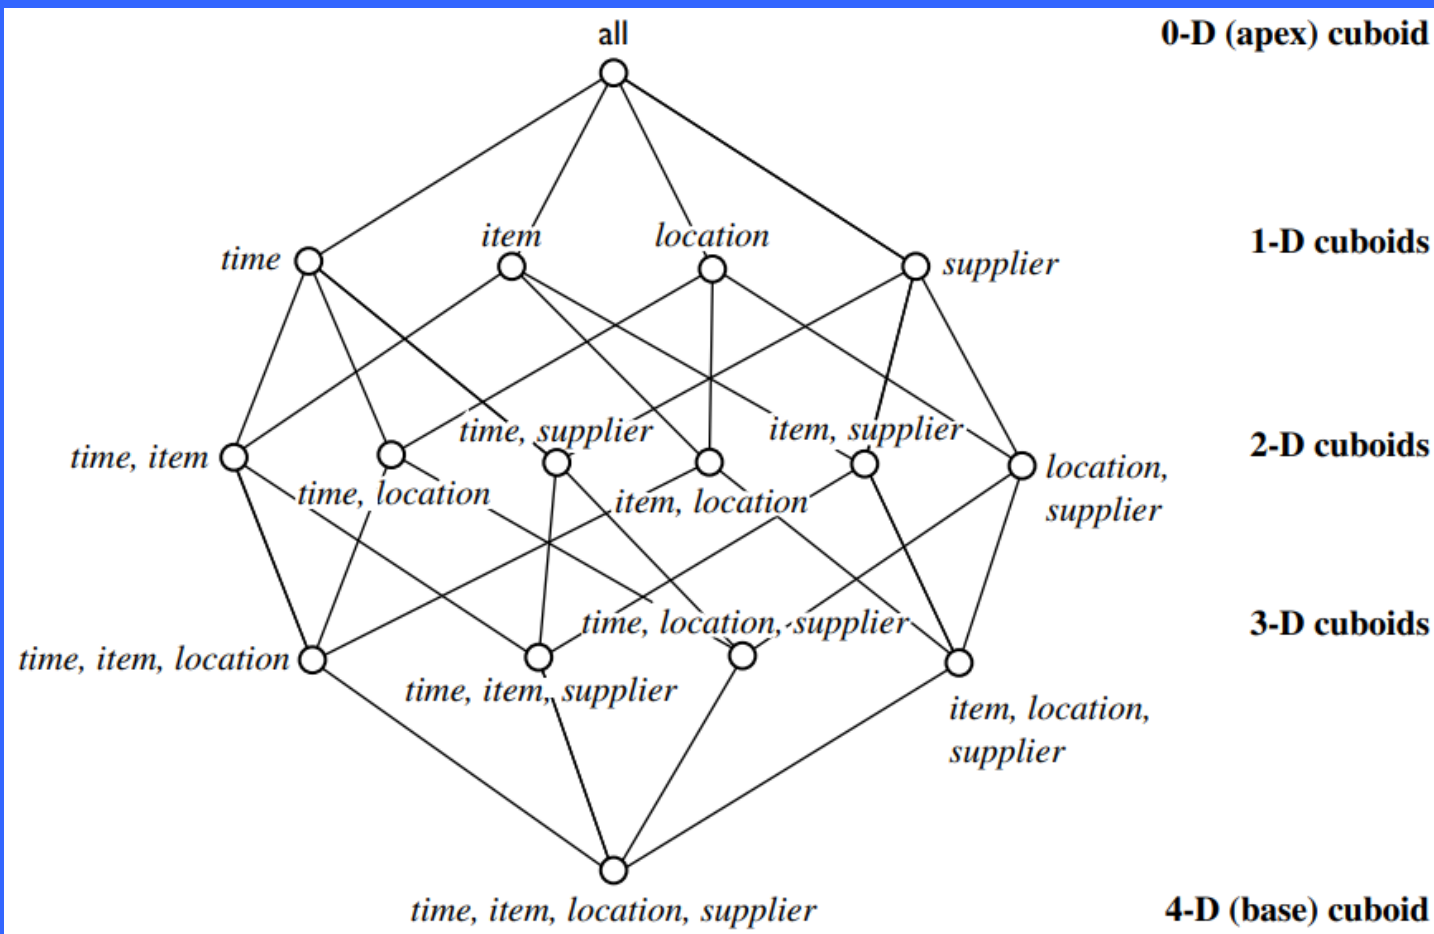 all
0-D (apex) cuboid
time
item
location
supplier
1-D cuboids
time, item
time, location
time, supplier
item, location
item, supplier
location,
supplier
2-D cuboids
time, item, location
time, item, supplier
time, location, supplier
item, location,
supplier
3-D cuboids
time, item, location, supplier
4-D (base) cuboid